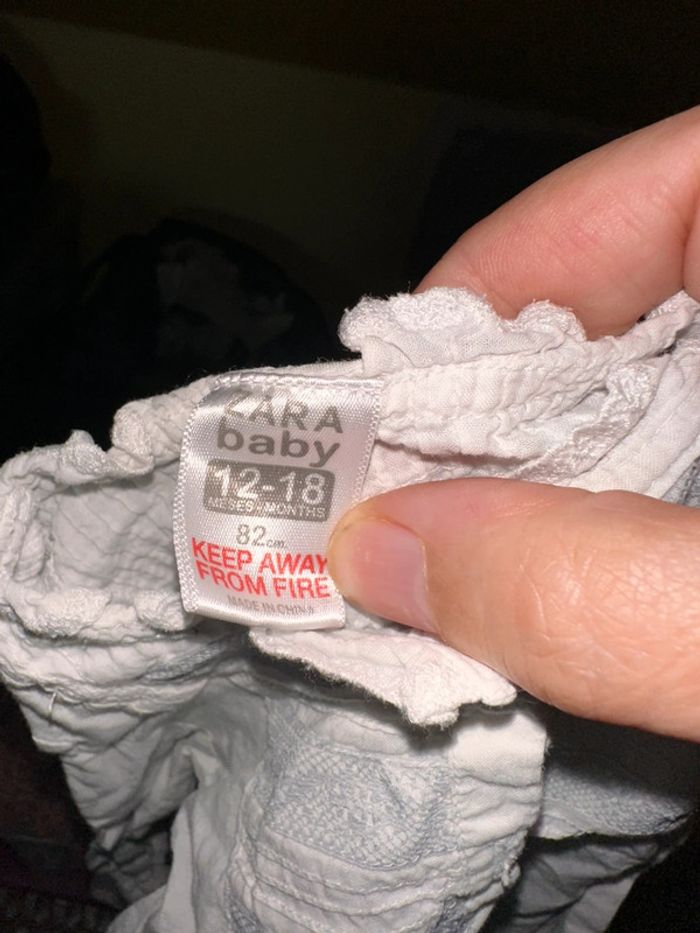 ZARA
baby
12-18
MESES/MONTHS
82cm
KEEP AWAY
FROM FIRE
MADE IN CHINA